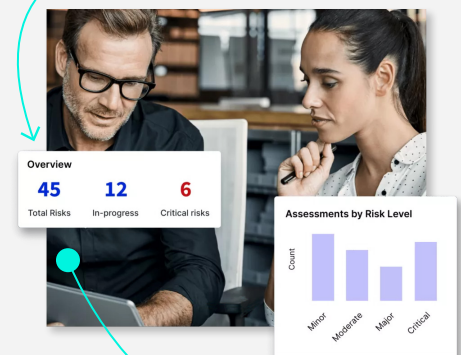 Overview
45 12 6
Total Risks In-progress Critical risks
Assessments by Risk Level
Count
Minor Moderate Major Critical